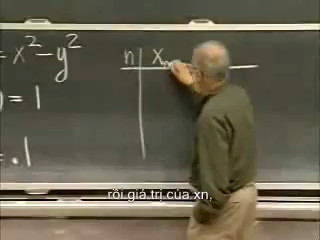 = x² - y²
n | xₙ
) = 1
= .1
rồi giá trị của xn,